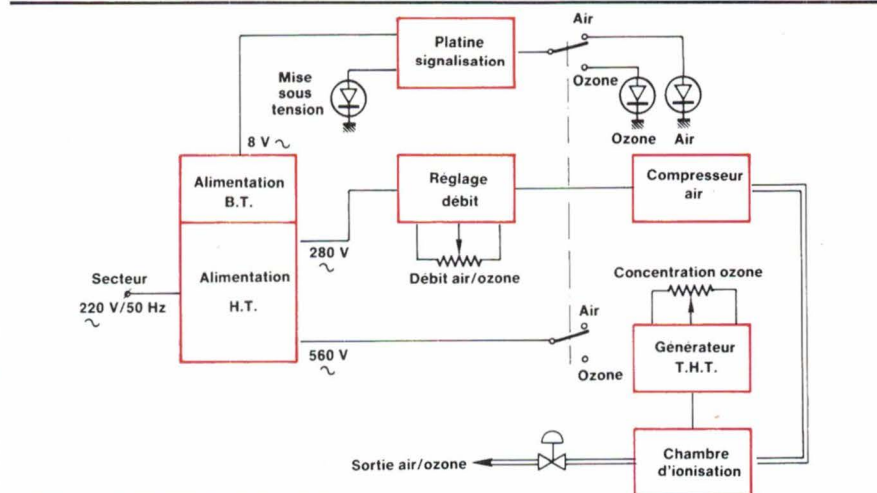 Air
Platine
signalisation
Mise
sous
tension
Ozone
Ozone
Air
8 V ~
Alimentation
B.T.
Réglage
débit
Compresseur
air
280 V
~
Débit air/ozone
Secteur
220 V/50 Hz
~
Alimentation
H.T.
Concentration ozone
Air
560 V
~
Ozone
Générateur
T.H.T.
Sortie air/ozone
Chambre
d'ionisation